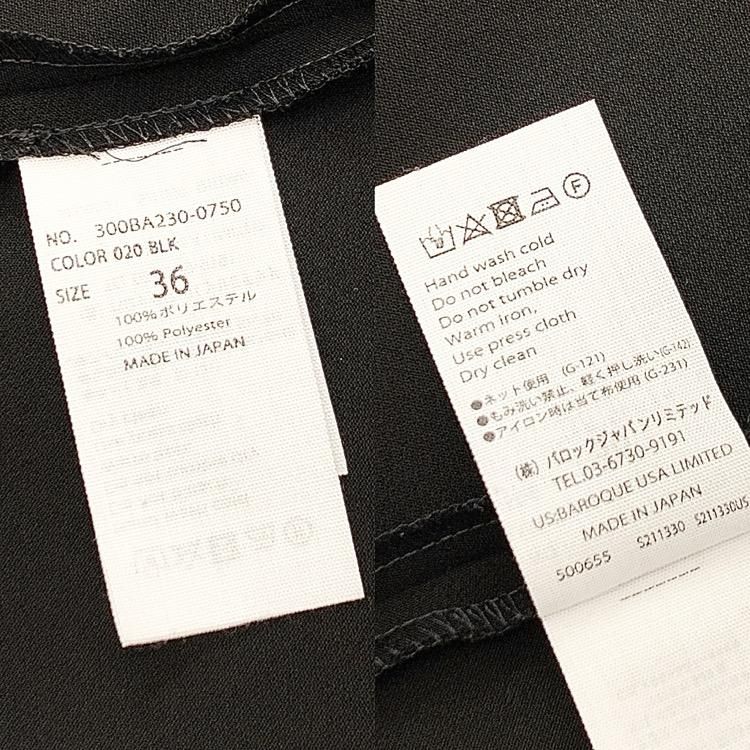 NO. 300BA230-0750
COLOR 020 BLK
SIZE 36
100%ポリエステル
100% Polyester
MADE IN JAPAN
F
Hand wash cold
Do not bleach
Do not tumble dry
Warm iron,
Use press cloth
Dry clean
●ネット使用 (G-121)
●もみ洗い禁止、軽く押し洗い(G-142)
●アイロン時は当て布使用(G-231)
(株) バロックジャパンリミテッド
TEL.03-6730-9191
US:BAROQUE USA LIMITED
MADE IN JAPAN
500655 S211330 S211330US